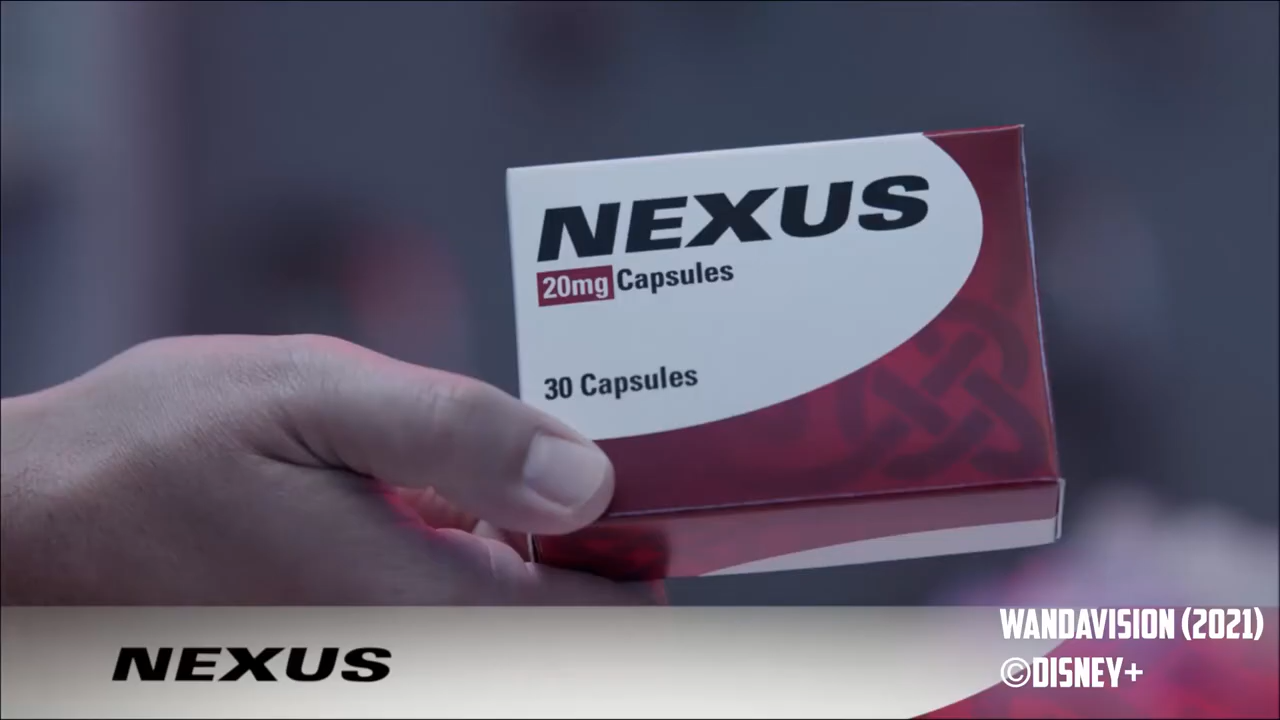 NEXUS
20mg Capsules
30 Capsules
NEXUS
WANDAVISION (2021)
©DISNEY+